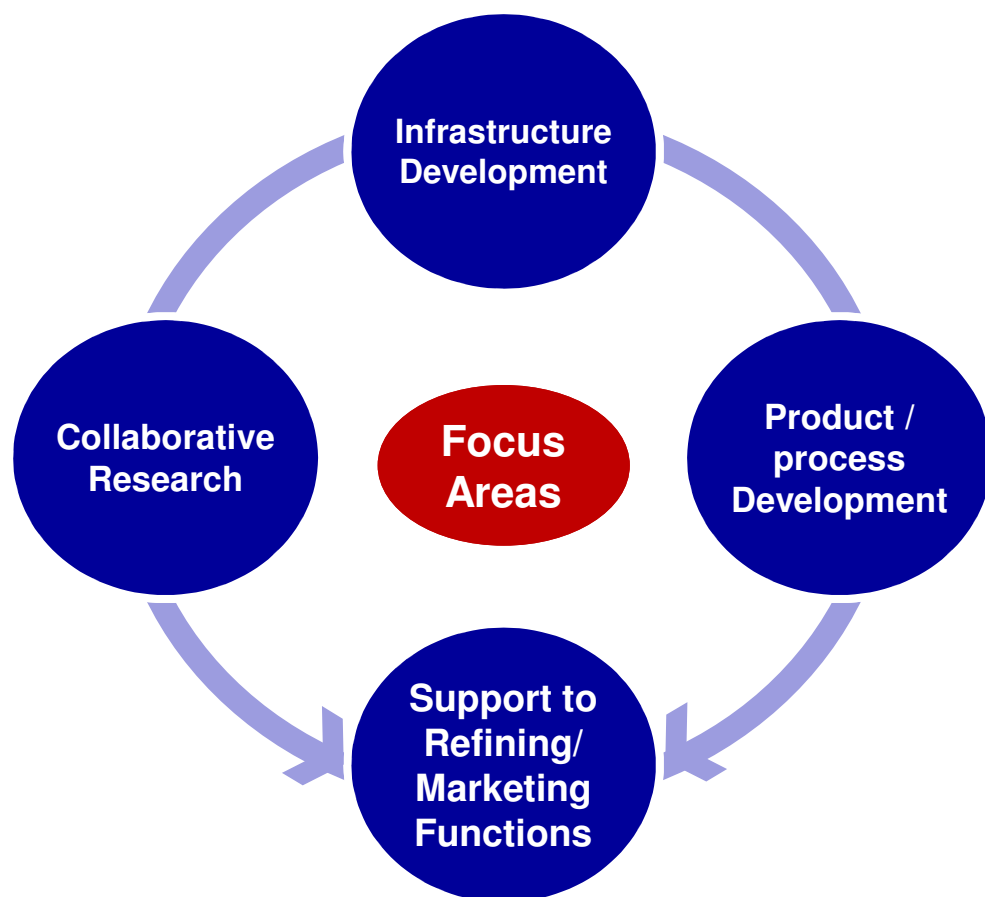 Infrastructure
Development
Collaborative
Research
Focus
Areas
Product /
process
Development
Support to
Refining/
Marketing
Functions